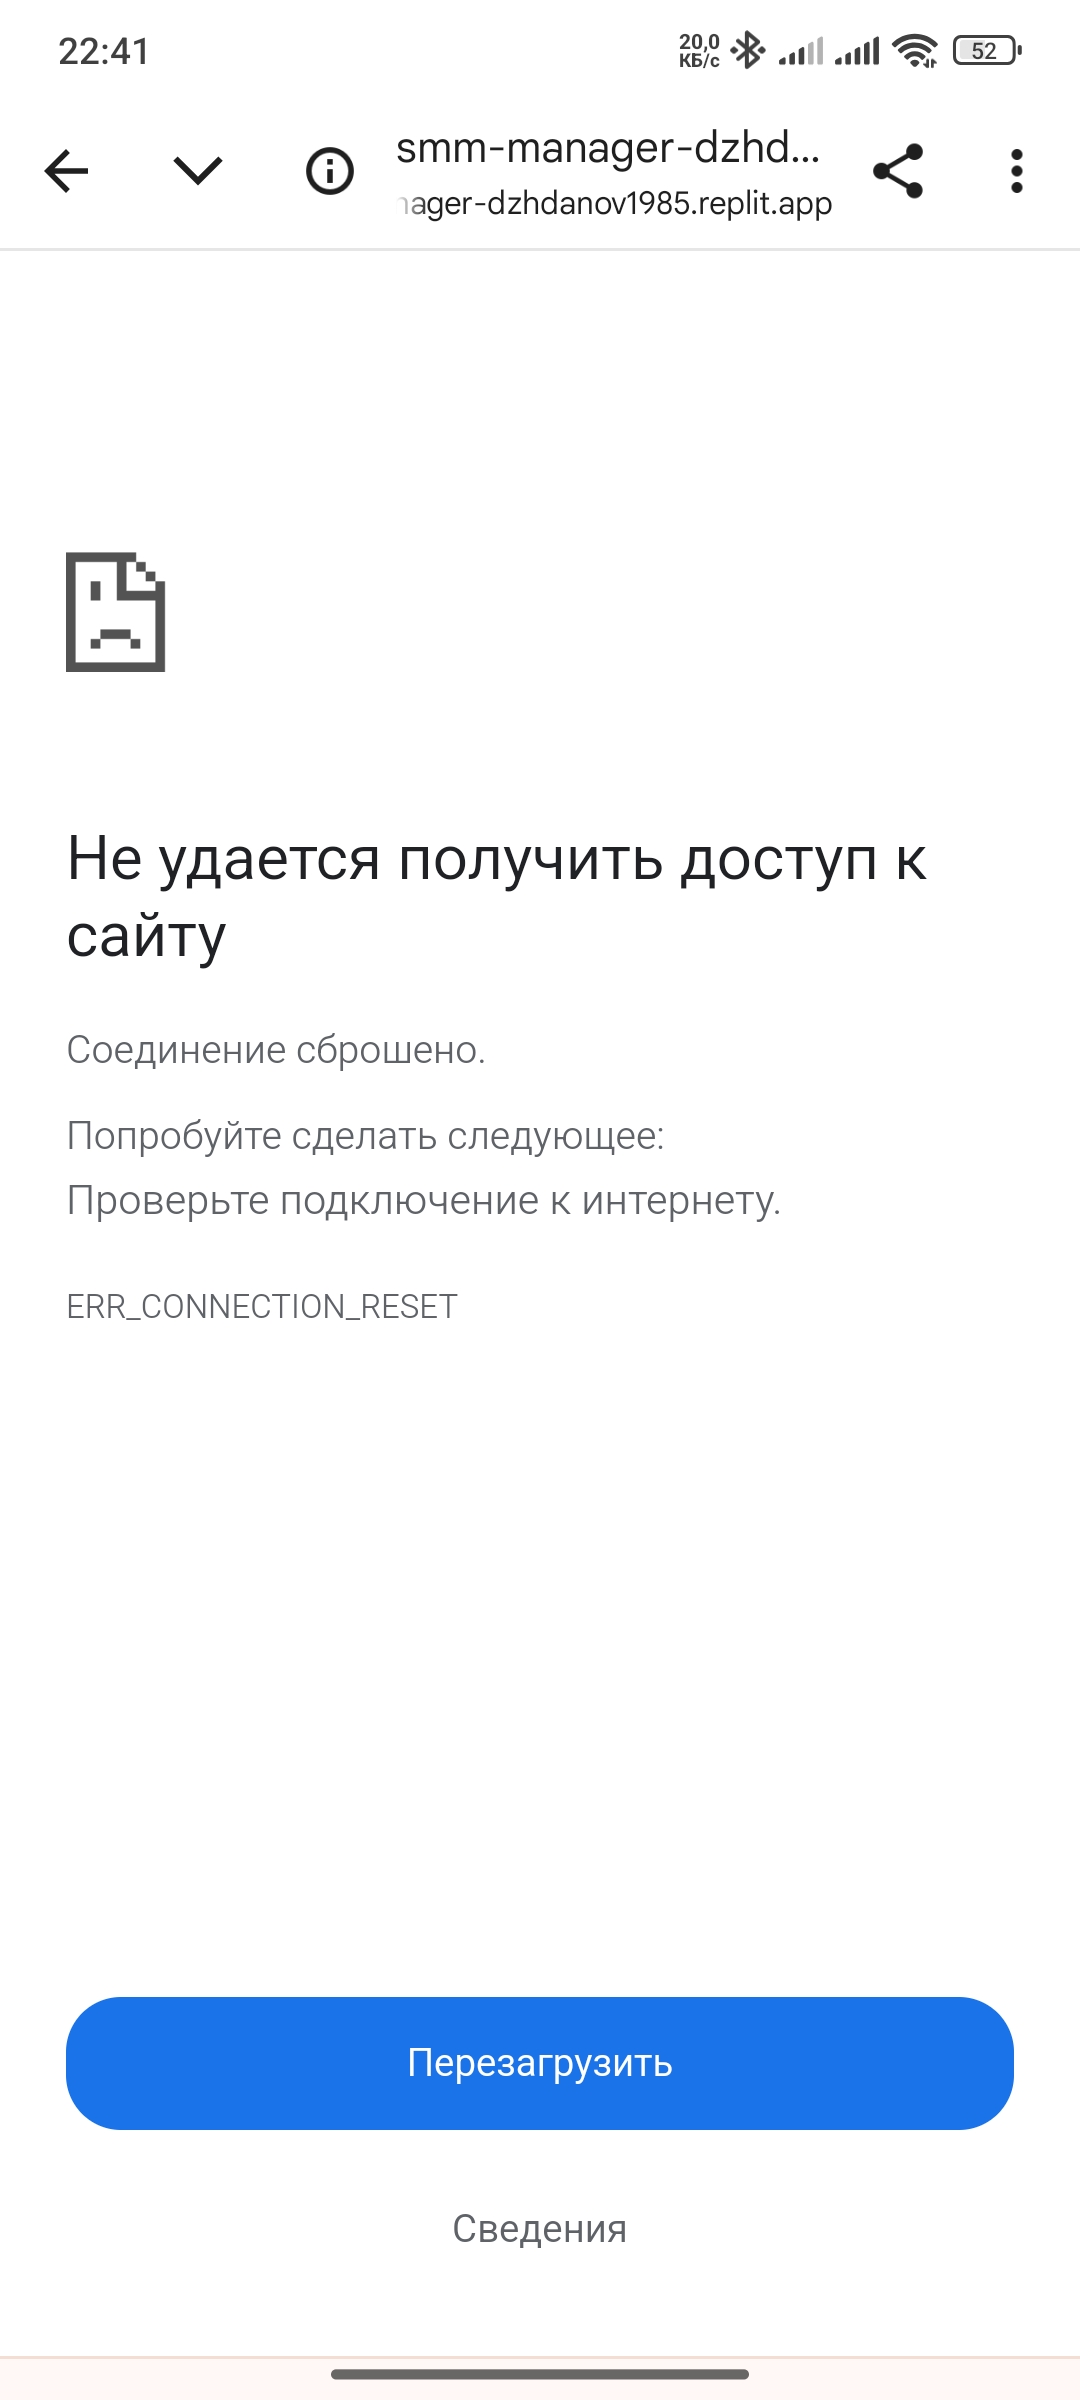 22:41
20,0
КБ/с
52
smm-manager-dzhd...
ager-dzhdanov1985.replit.app
Не удается получить доступ к
сайту
Соединение сброшено.
Попробуйте сделать следующее:
Проверьте подключение к интернету.
ERR_CONNECTION_RESET
Перезагрузить
Сведения